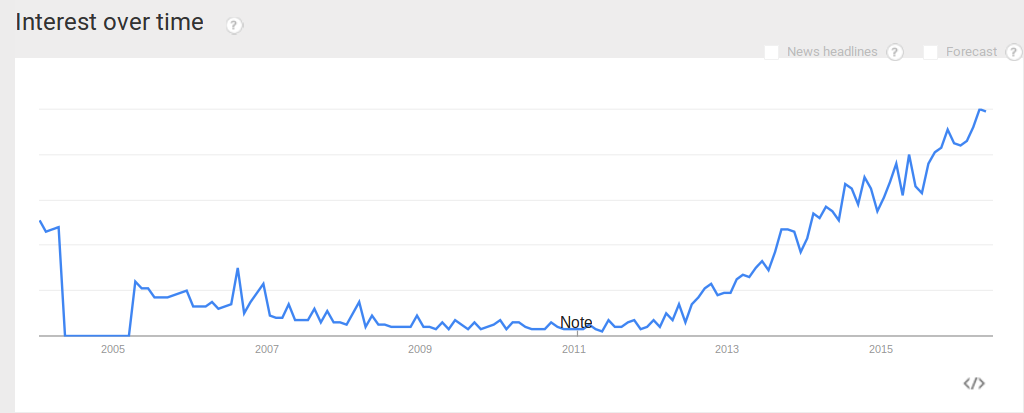 Interest over time ?
News headlines ? Forecast ?
Note
2005 2007 2009 2011 2013 2015
</>